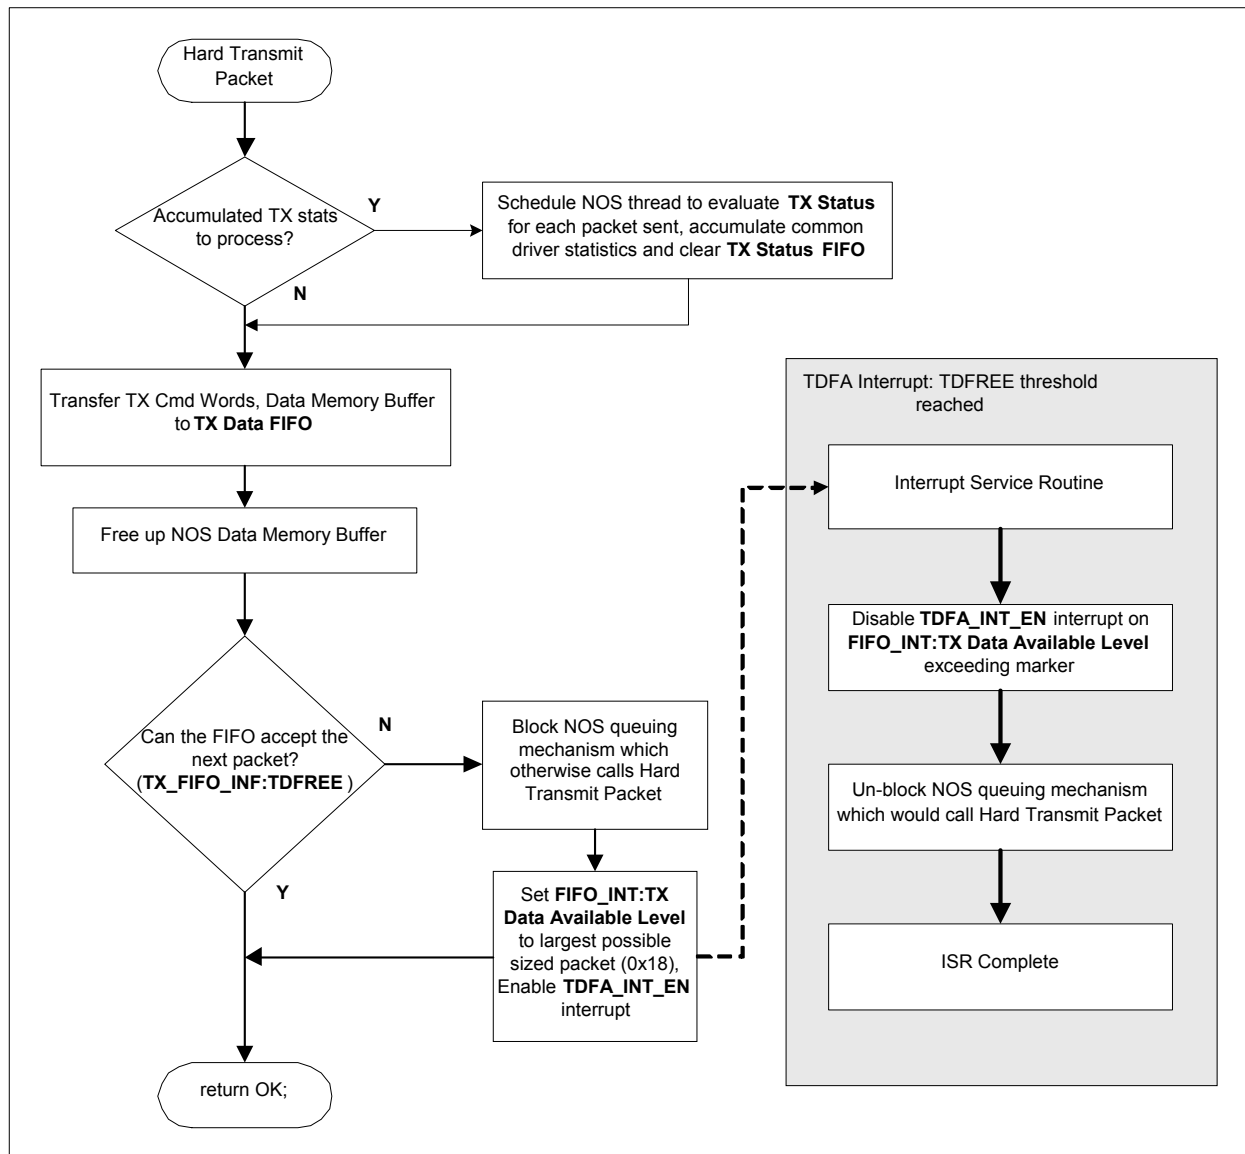 Hard Transmit
Packet
Accumulated TX stats
to process?
Y
Schedule NOS thread to evaluate TX Status
for each packet sent, accumulate common
driver statistics and clear TX Status FIFO
N
Transfer TX Cmd Words, Data Memory Buffer
to TX Data FIFO
Free up NOS Data Memory Buffer
Can the FIFO accept the
next packet?
(TX_FIFO_INF:TDFREE )
N
Block NOS queuing
mechanism which
otherwise calls Hard
Transmit Packet
Y
Set FIFO_INT:TX
Data Available Level
to largest possible
sized packet (0x18),
Enable TDFA_INT_EN
interrupt
return OK;
TDFA Interrupt: TDFREE threshold
reached
Interrupt Service Routine
Disable TDFA_INT_EN interrupt on
FIFO_INT:TX Data Available Level
exceeding marker
Un-block NOS queuing mechanism
which would call Hard Transmit Packet
ISR Complete